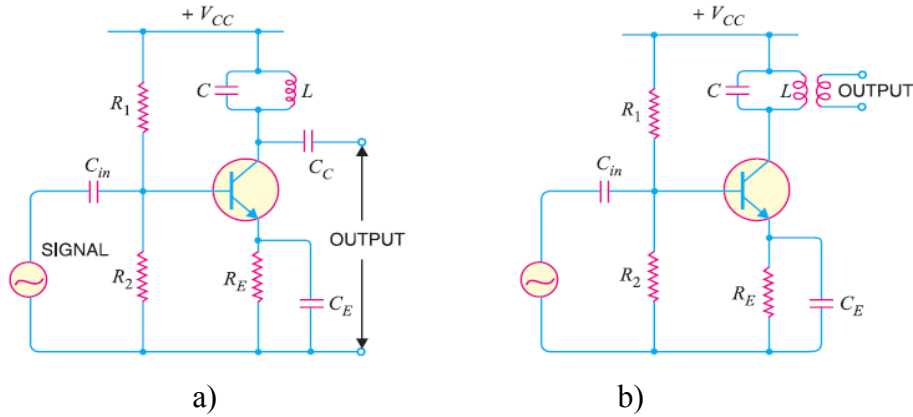 + V_CC
C
L
R_1
C_in
C_C
SIGNAL
OUTPUT
R_2
R_E
C_E
a)
+ V_CC
C
L
OUTPUT
R_1
C_in
R_2
R_E
C_E
b)